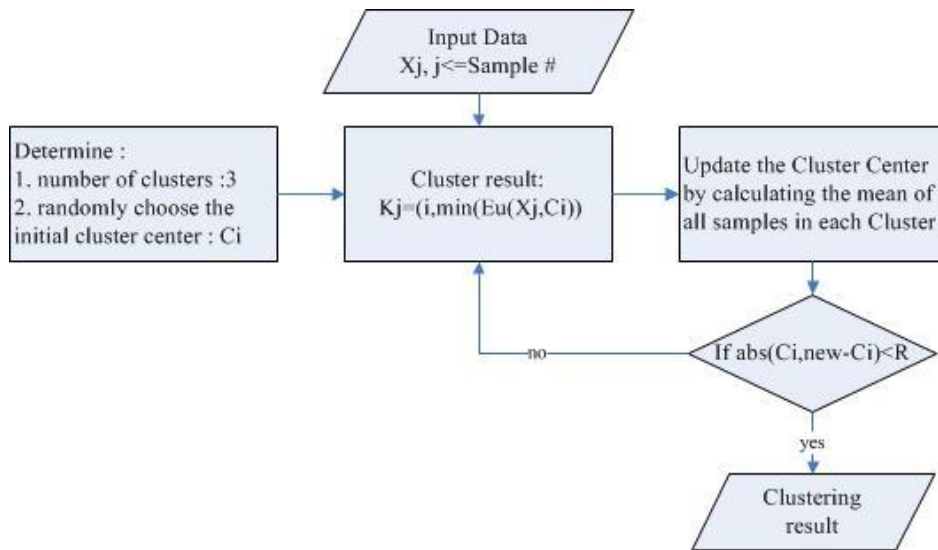 Input Data
Xj, j<=Sample #
Determine :
1. number of clusters :3
2. randomly choose the
initial cluster center : Ci
Cluster result:
Kj=(i,min(Eu(Xj,Ci))
Update the Cluster Center
by calculating the mean of
all samples in each Cluster
If abs(Ci,new-Ci)<R
no
yes
Clustering
result